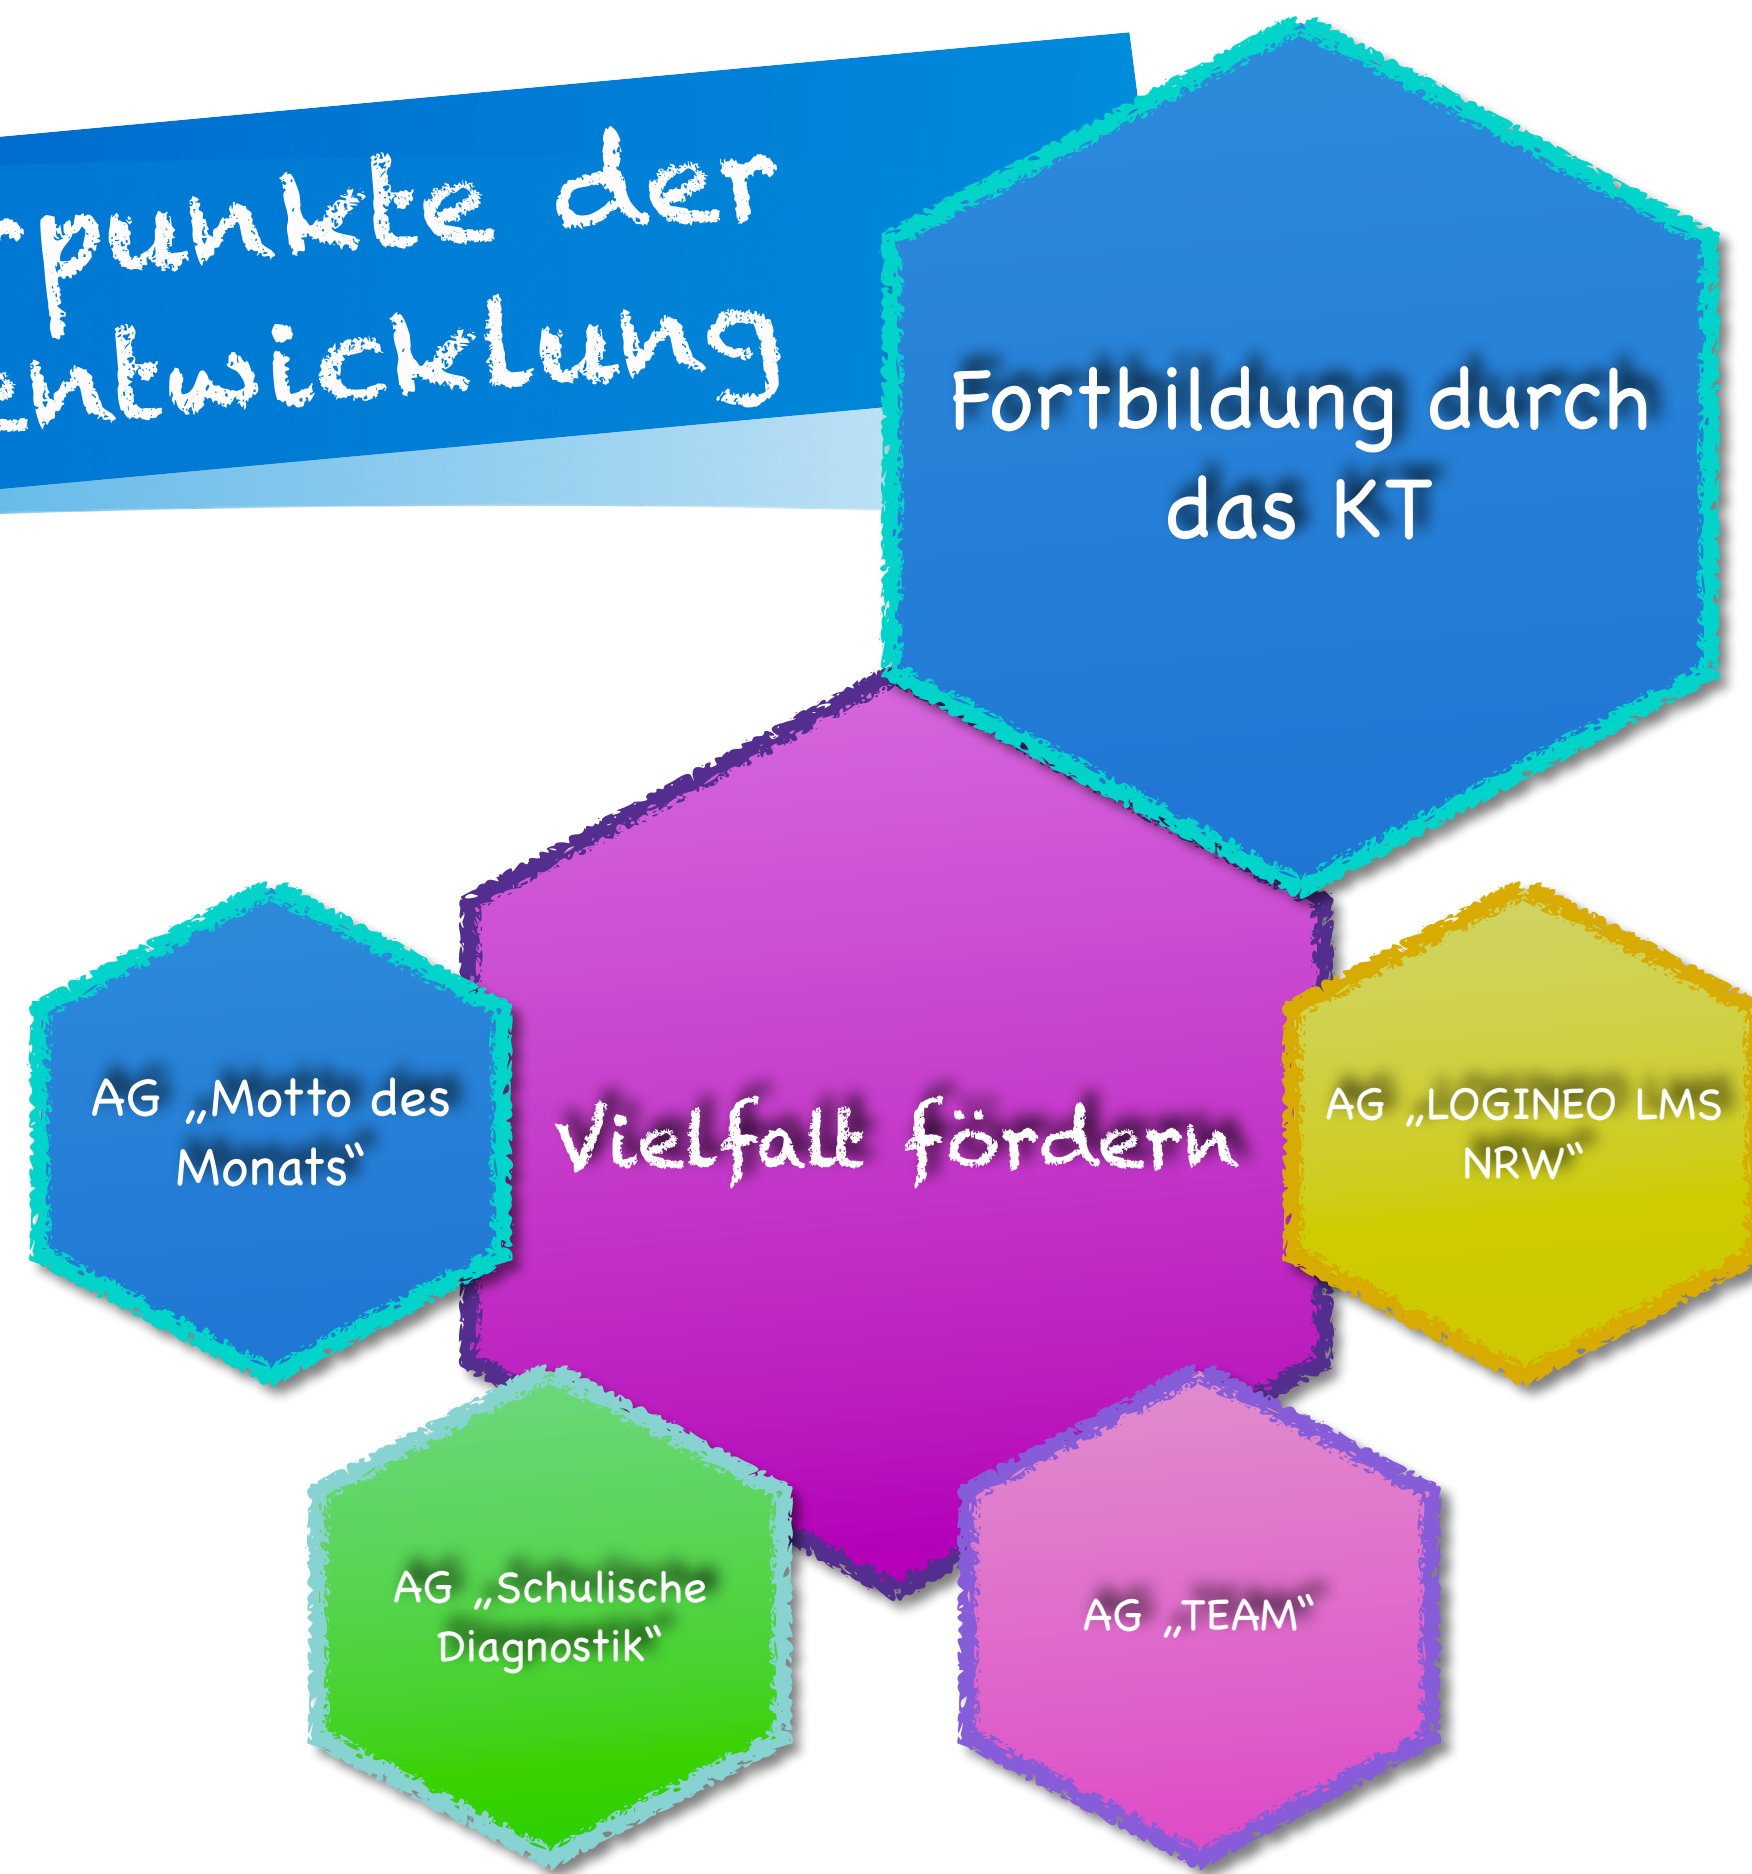 rpunkte der
entwicklung
Fortbildung durch
das KT
Vielfalt fördern
AG „Motto des
Monats“
AG „LOGINEO LMS
NRW“
AG „Schulische
Diagnostik“
AG „TEAM“